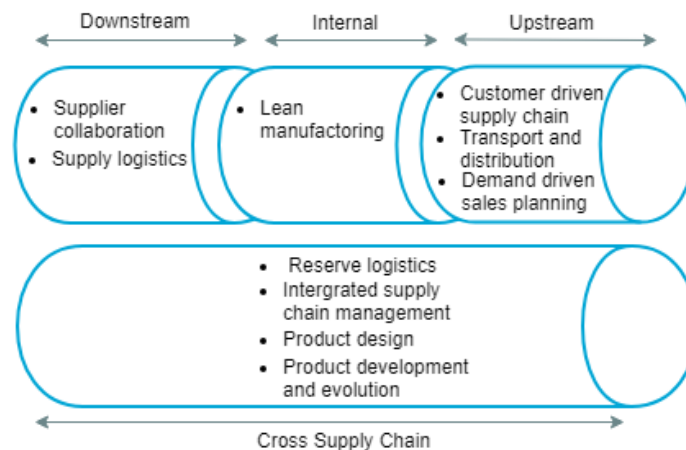 Downstream
Internal
Upstream
• Supplier
collaboration
• Supply logistics
• Lean
manufactoring
• Customer driven
supply chain
• Transport and
distribution
• Demand driven
sales planning
• Reserve logistics
• Intergrated supply
chain management
• Product design
• Product development
and evolution
Cross Supply Chain